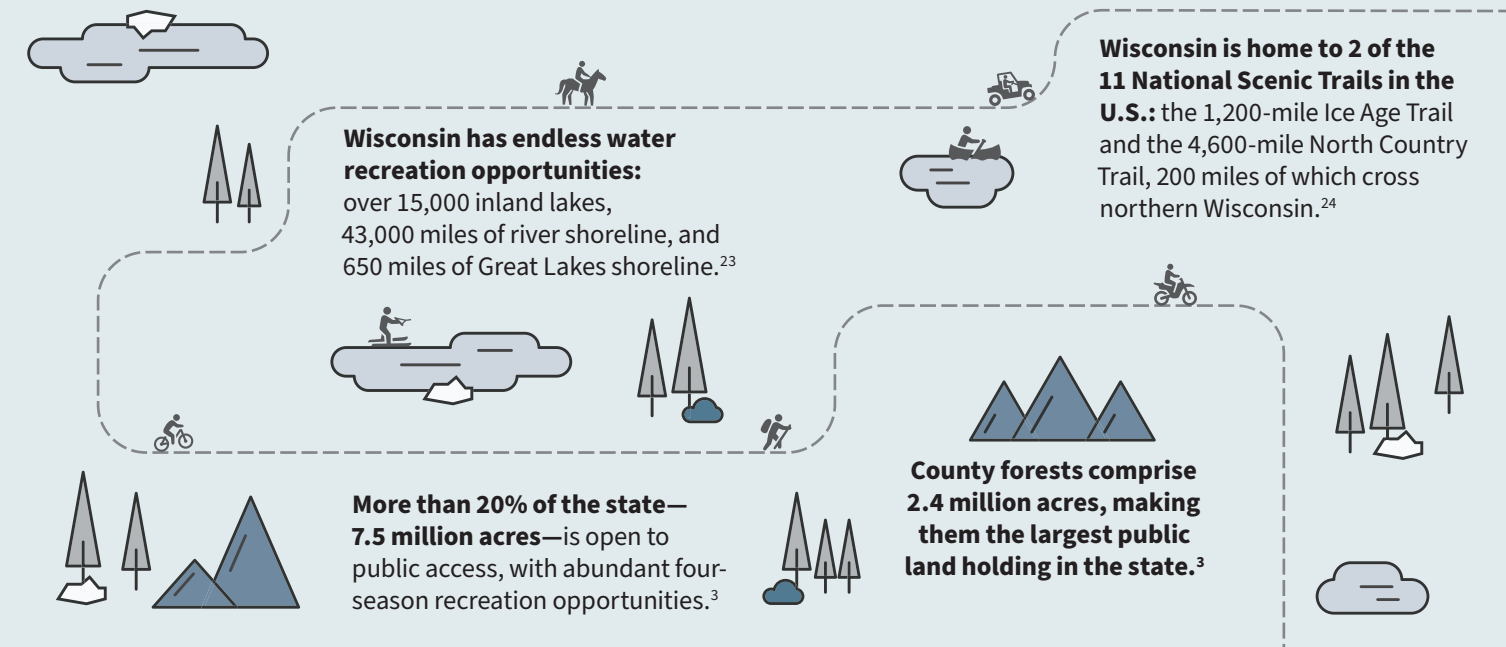 Wisconsin has endless water
recreation opportunities:
over 15,000 inland lakes,
43,000 miles of river shoreline, and
650 miles of Great Lakes shoreline.23
Wisconsin is home to 2 of the
11 National Scenic Trails in the
U.S.: the 1,200-mile Ice Age Trail
and the 4,600-mile North Country
Trail, 200 miles of which cross
northern Wisconsin.24
More than 20% of the state—
7.5 million acres—is open to
public access, with abundant four-
season recreation opportunities.3
County forests comprise
2.4 million acres, making
them the largest public
land holding in the state.3